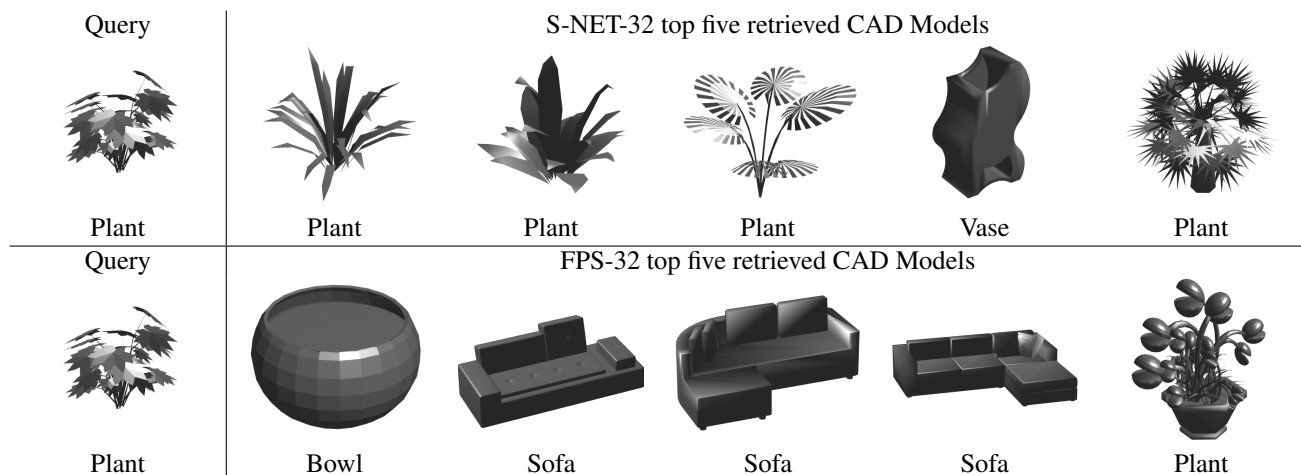 Query S-NET-32 top five retrieved CAD Models
Plant Plant Plant Plant Vase Plant
Query FPS-32 top five retrieved CAD Models
Plant Bowl Sofa Sofa Sofa Plant